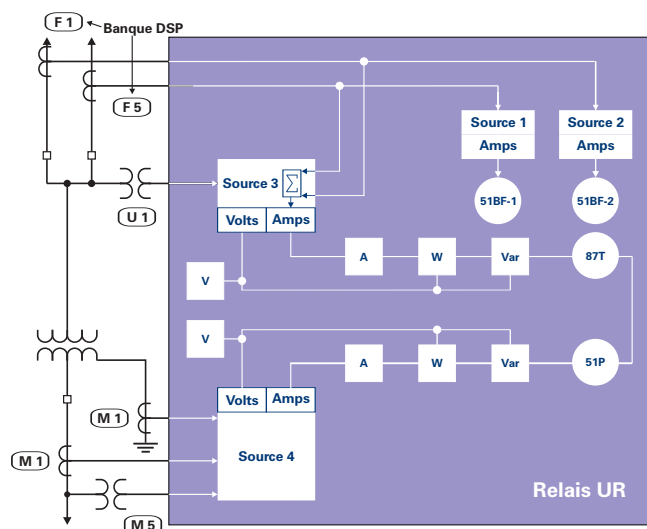 F 1
Banque DSP
F 5
Source 1
Amps
Source 2
Amps
Source 3
Σ
U 1
Volts
Amps
51BF-1
51BF-2
A
W
Var
87T
V
V
A
W
Var
51P
Volts
Amps
M 1
Source 4
M 1
M 5
Relais UR